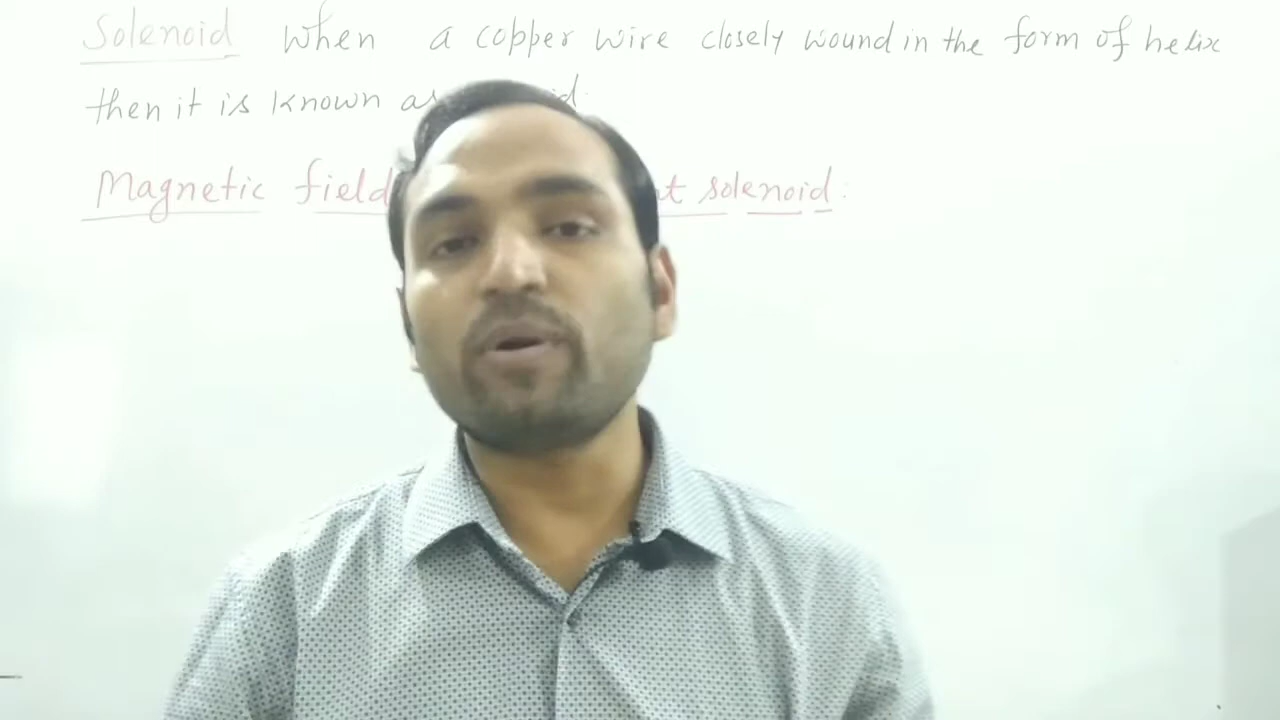 Solenoid when a copper wire closely wound in the form of helix
then it is known as
Magnetic field solenoid: